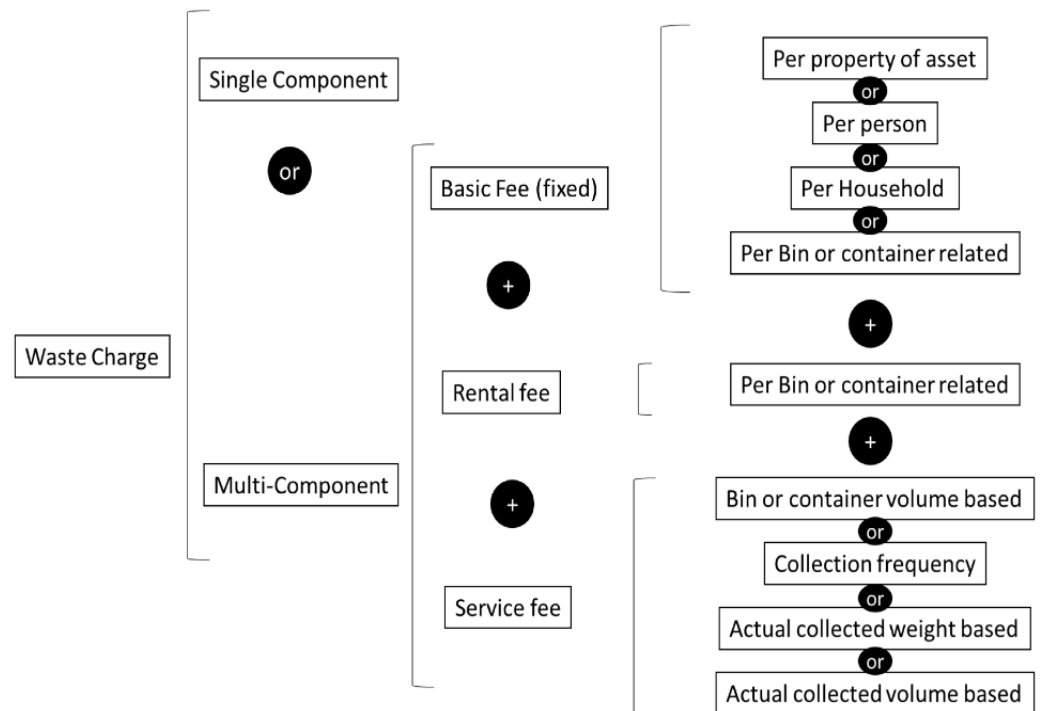 Waste Charge
Single Component
or
Multi-Component
Basic Fee (fixed)
+
Rental fee
+
Service fee
Per property of asset
or
Per person
or
Per Household
or
Per Bin or container related
+
Per Bin or container related
+
Bin or container volume based
or
Collection frequency
or
Actual collected weight based
or
Actual collected volume based